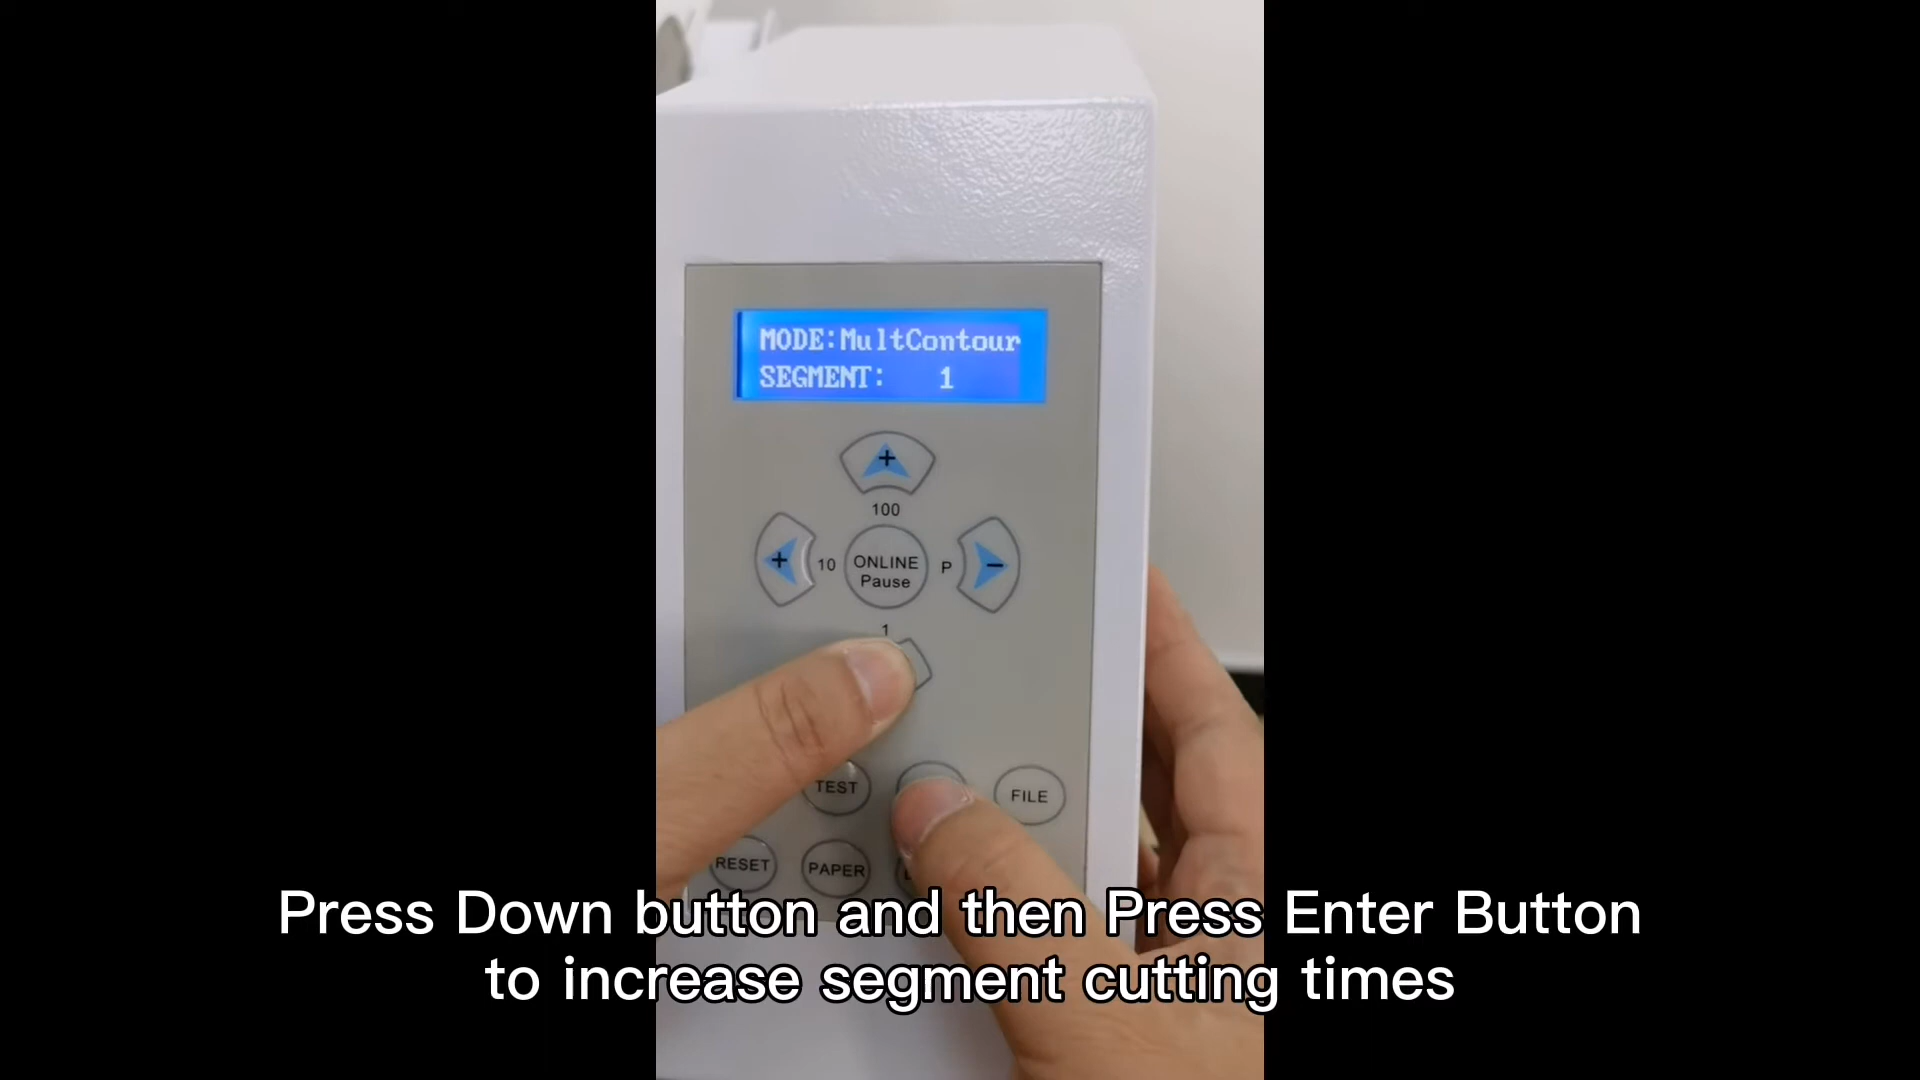 MODE:MultContour
SEGMENT: 1
+
100
+
10
ONLINE
Pause
P
-
1
TEST
FILE
RESET
PAPER
Press Down button and then Press Enter Button
to increase segment cutting times